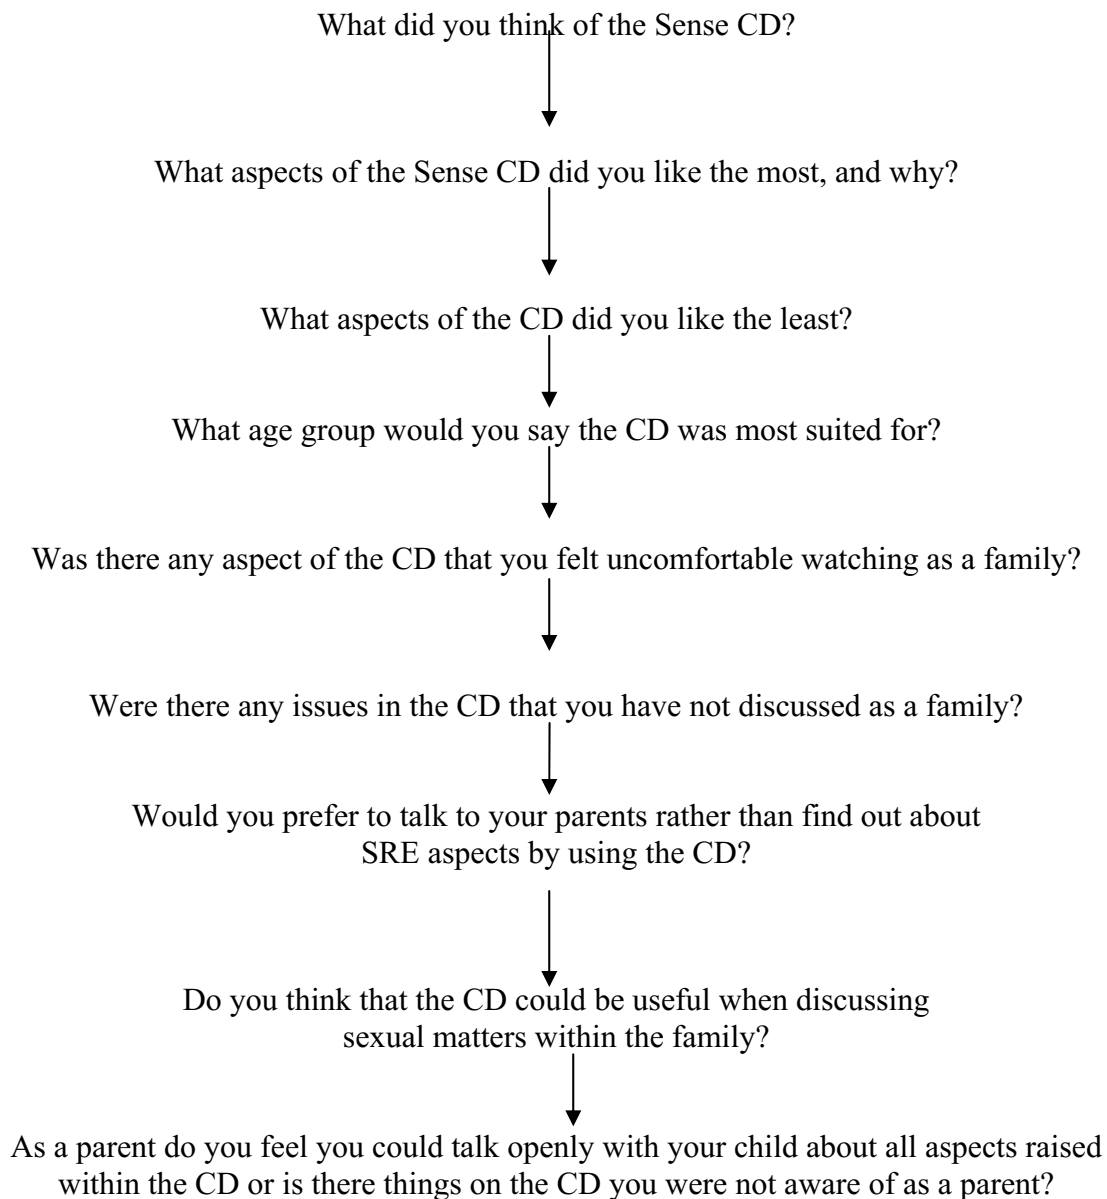 What did you think of the Sense CD?
What aspects of the Sense CD did you like the most, and why?
What aspects of the CD did you like the least?
What age group would you say the CD was most suited for?
Was there any aspect of the CD that you felt uncomfortable watching as a family?
Were there any issues in the CD that you have not discussed as a family?
Would you prefer to talk to your parents rather than find out about
SRE aspects by using the CD?
Do you think that the CD could be useful when discussing
sexual matters within the family?
As a parent do you feel you could talk openly with your child about all aspects raised
within the CD or is there things on the CD you were not aware of as a parent?